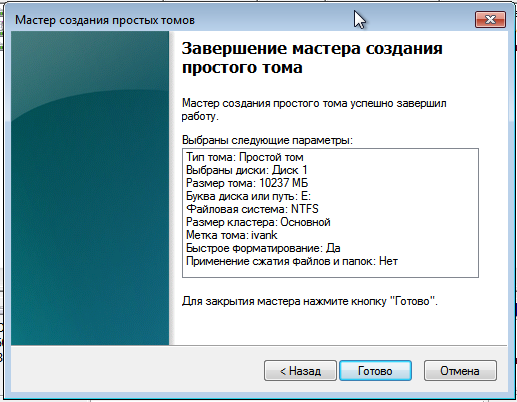 Мастер создания простых томов
Завершение мастера создания
простого тома
Мастер создания простого тома успешно завершил
работу.
Выбраны следующие параметры:
Тип тома: Простой том
Выбраны диски: Диск 1
Размер тома: 10237 МБ
Буква диска или путь: E:
Файловая система: NTFS
Размер кластера: Основной
Метка тома: ivank
Быстрое форматирование: Да
Применение сжатия файлов и папок: Нет
Для закрытия мастера нажмите кнопку "Готово".
< Назад
Готово
Отмена